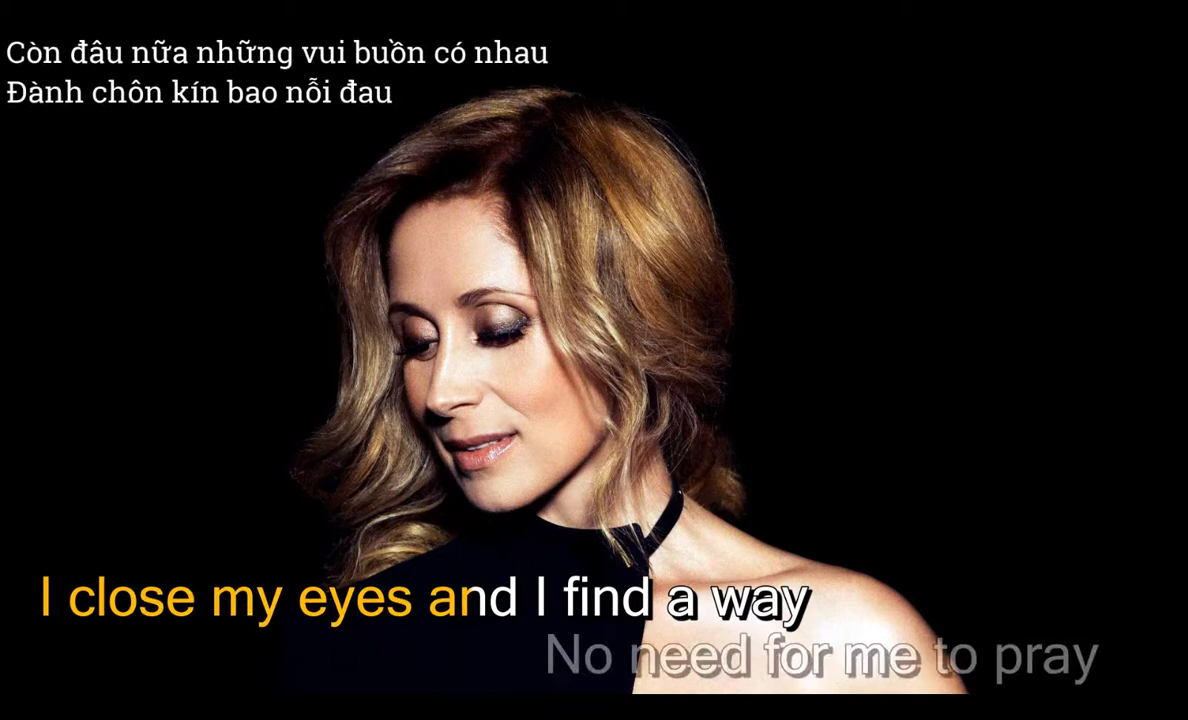 Còn đâu nữa những vui buồn có nhau
Đành chôn kín bao nỗi đau
I close my eyes and I find a way
No need for me to pray